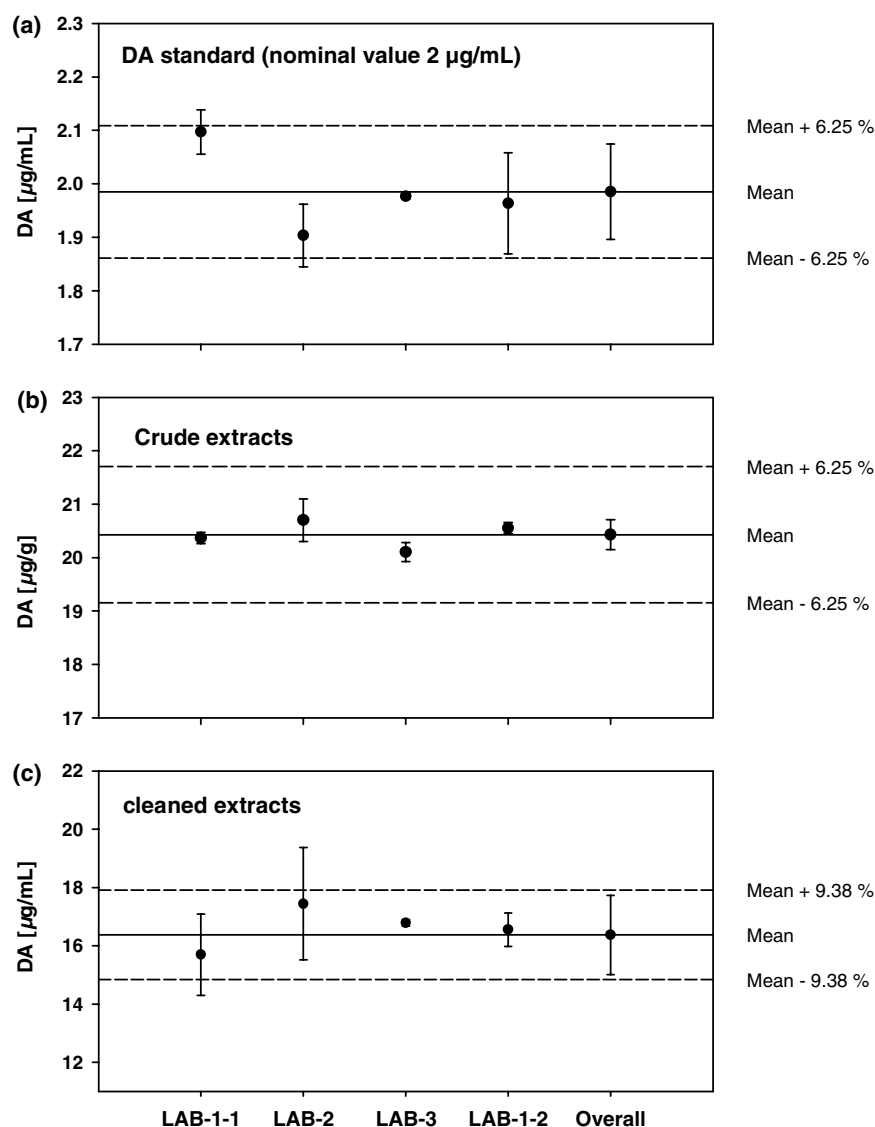 (a)
2.3
DA standard (nominal value 2 µg/mL)
2.2
2.1
Mean + 6.25 %
DA [µg/mL]
2.0
Mean
1.9
Mean - 6.25 %
1.8
1.7
(b)
23
Crude extracts
22
Mean + 6.25 %
21
DA [µg/g]
20
Mean
19
Mean - 6.25 %
18
17
(c)
22
cleaned extracts
20
18
Mean + 9.38 %
DA [µg/mL]
16
Mean
14
Mean - 9.38 %
12
LAB-1-1 LAB-2 LAB-3 LAB-1-2 Overall